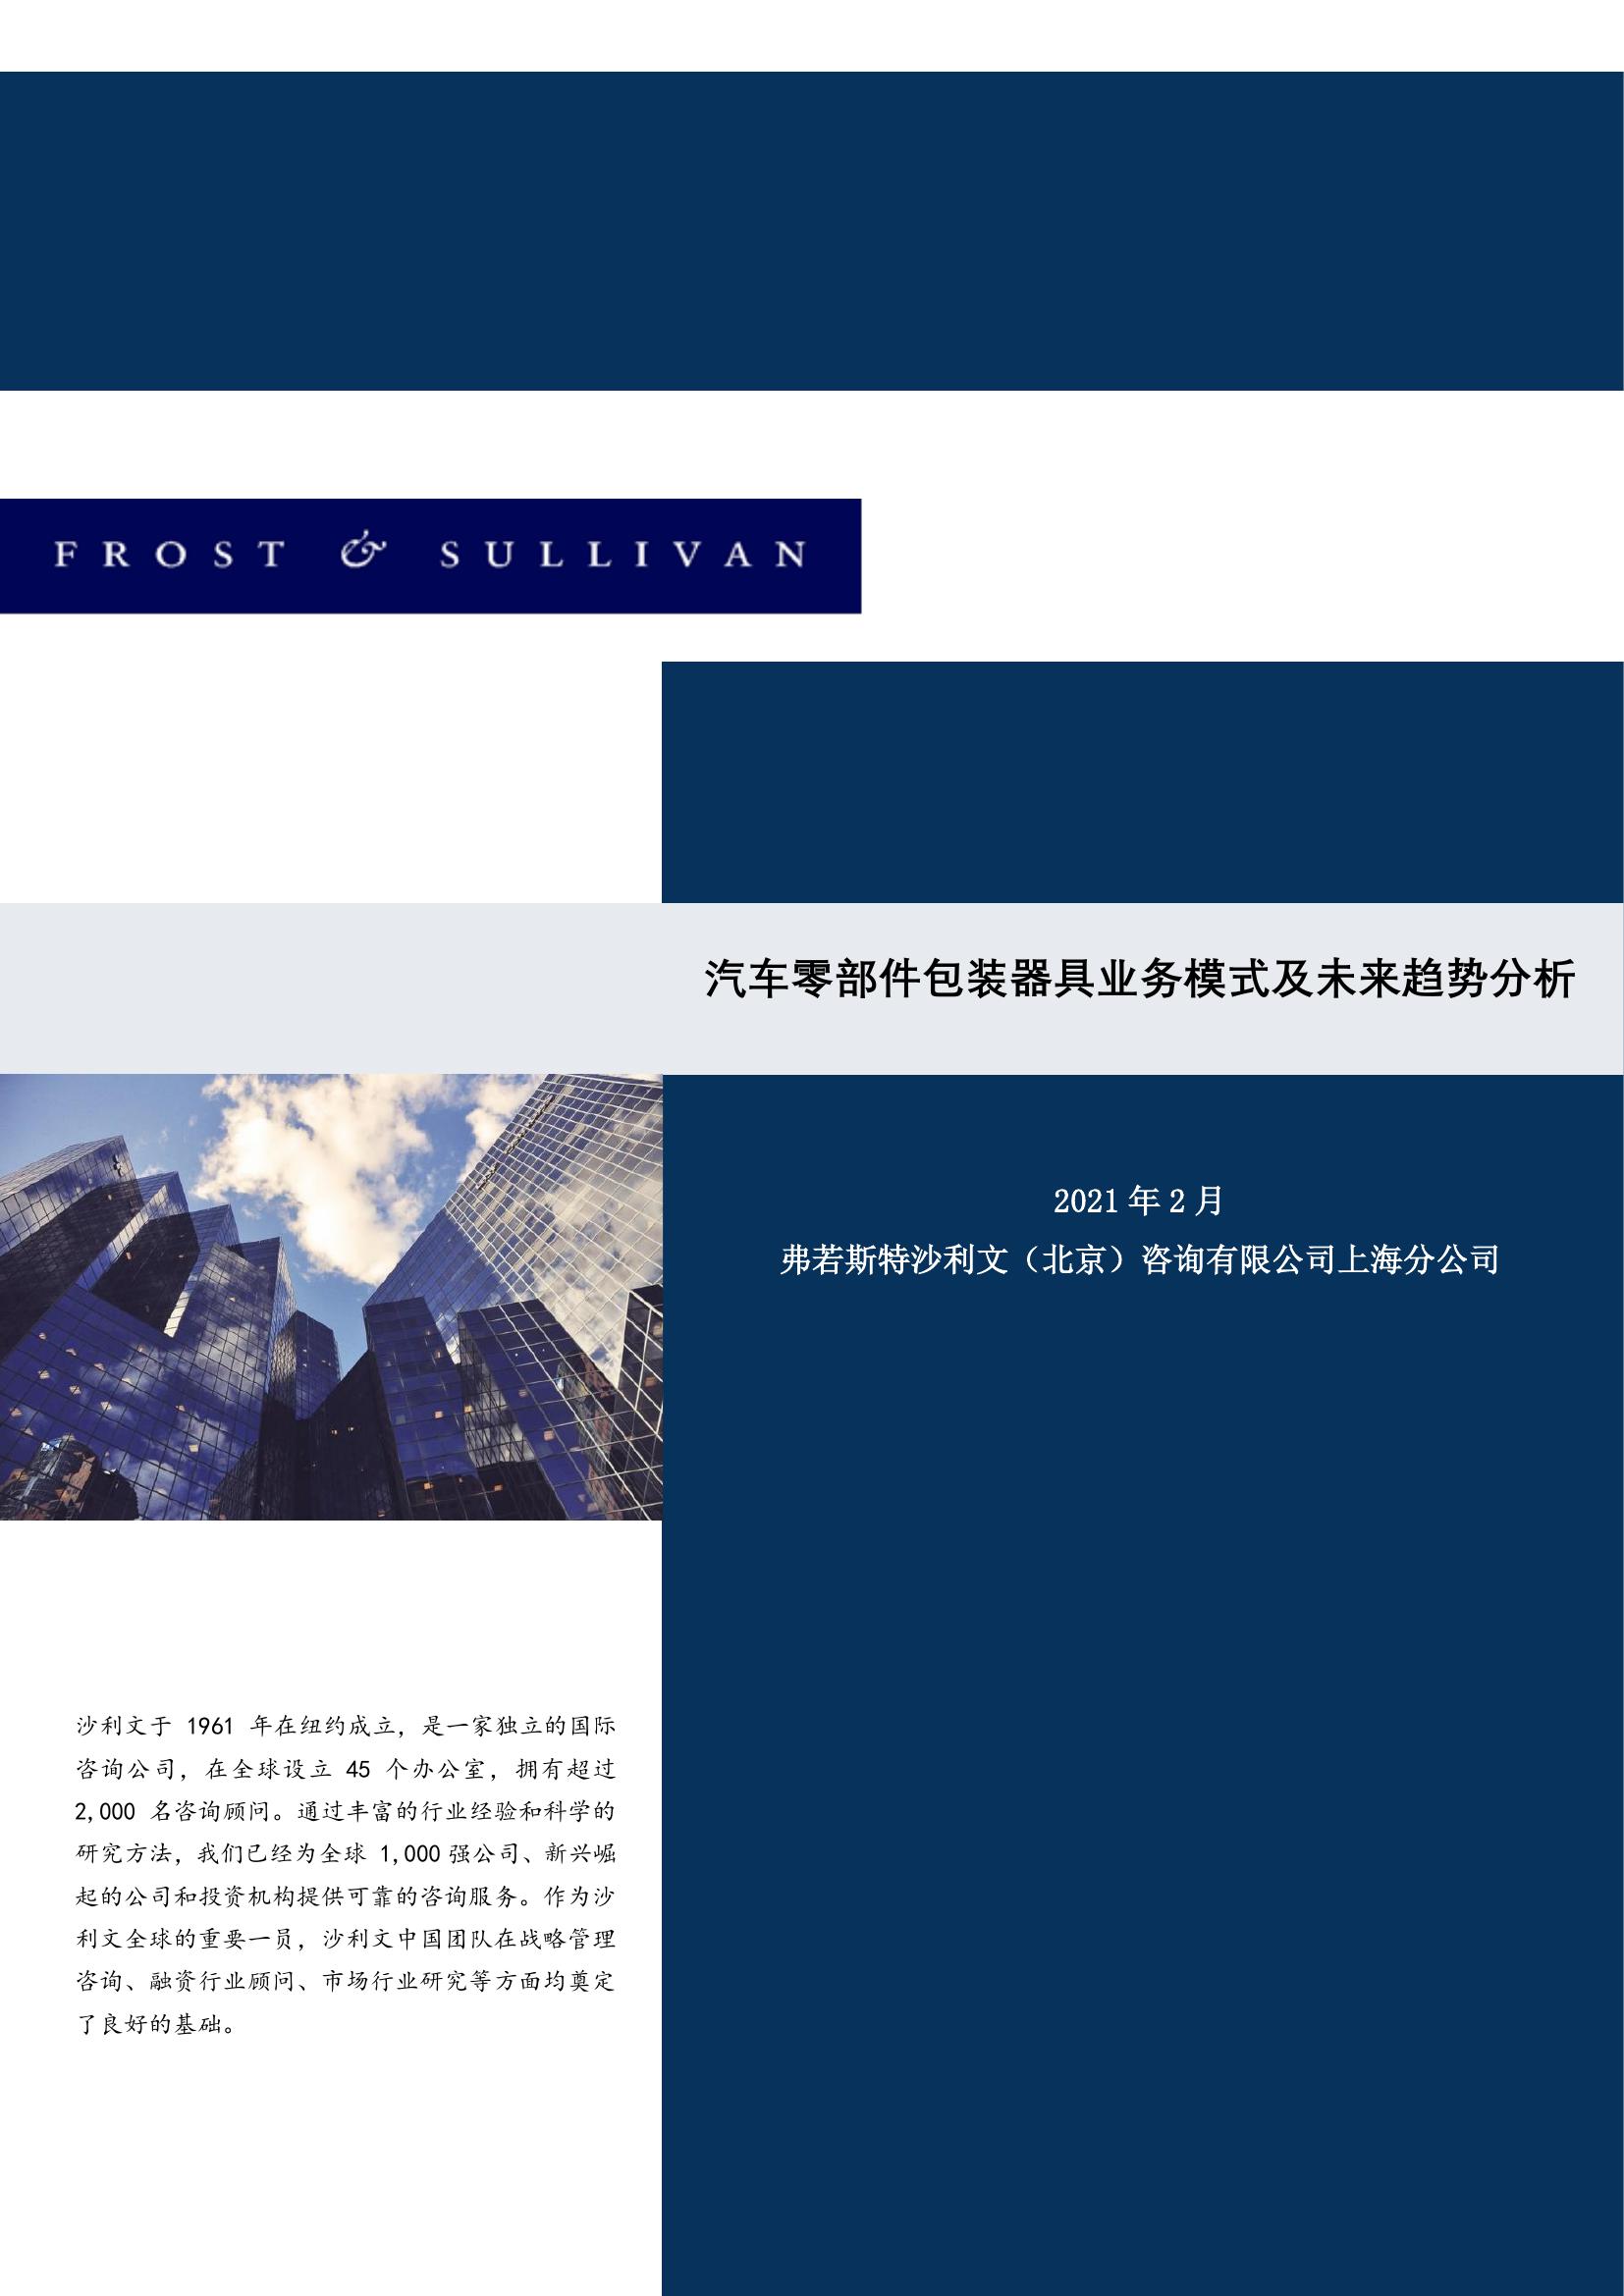 FROST & SULLIVAN
汽车零部件包装器具业务模式及未来趋势分析
2021 年 2 月
弗若斯特沙利文（北京）咨询有限公司上海分公司
沙利文于 1961 年在纽约成立，是一家独立的国际
咨询公司，在全球设立 45 个办公室，拥有超过
2,000 名咨询顾问。通过丰富的行业经验和科学的
研究方法，我们已经为全球 1,000 强公司、新兴崛
起的公司和投资机构提供可靠的咨询服务。作为沙
利文全球的重要一员，沙利文中国团队在战略管理
咨询、融资行业顾问、市场行业研究等方面均奠定
了良好的基础。